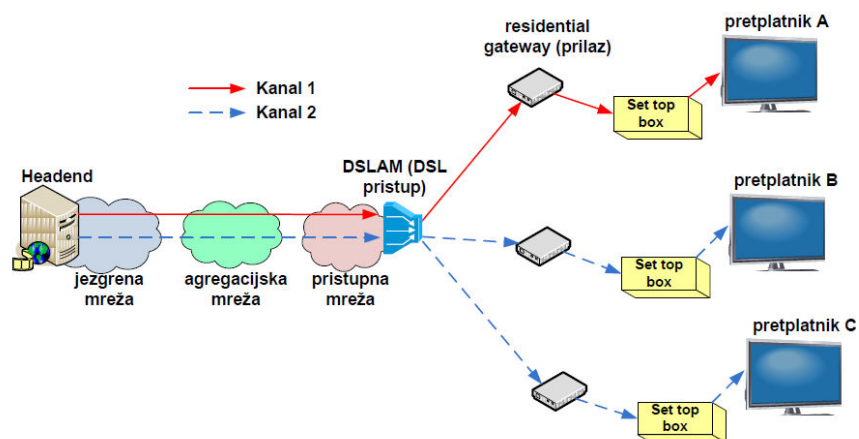 residential
gateway (prilaz)
pretplatnik A
Kanal 1
Kanal 2
Set top
box
Headend
DSLAM (DSL
pristup)
pretplatnik B
jezgrena
mreža
agregacijska
mreža
pristupna
mreža
Set top
box
pretplatnik C
Set top
box